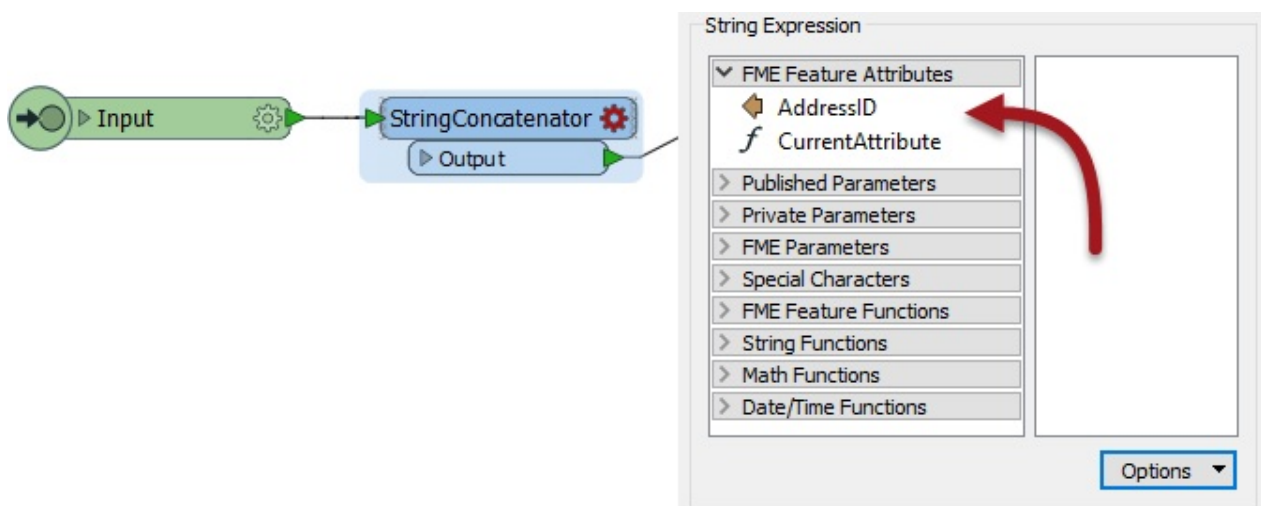 Input
StringConcatenator
Output
String Expression
FME Feature Attributes
AddressID
f CurrentAttribute
Published Parameters
Private Parameters
FME Parameters
Special Characters
FME Feature Functions
String Functions
Math Functions
Date/Time Functions
Options